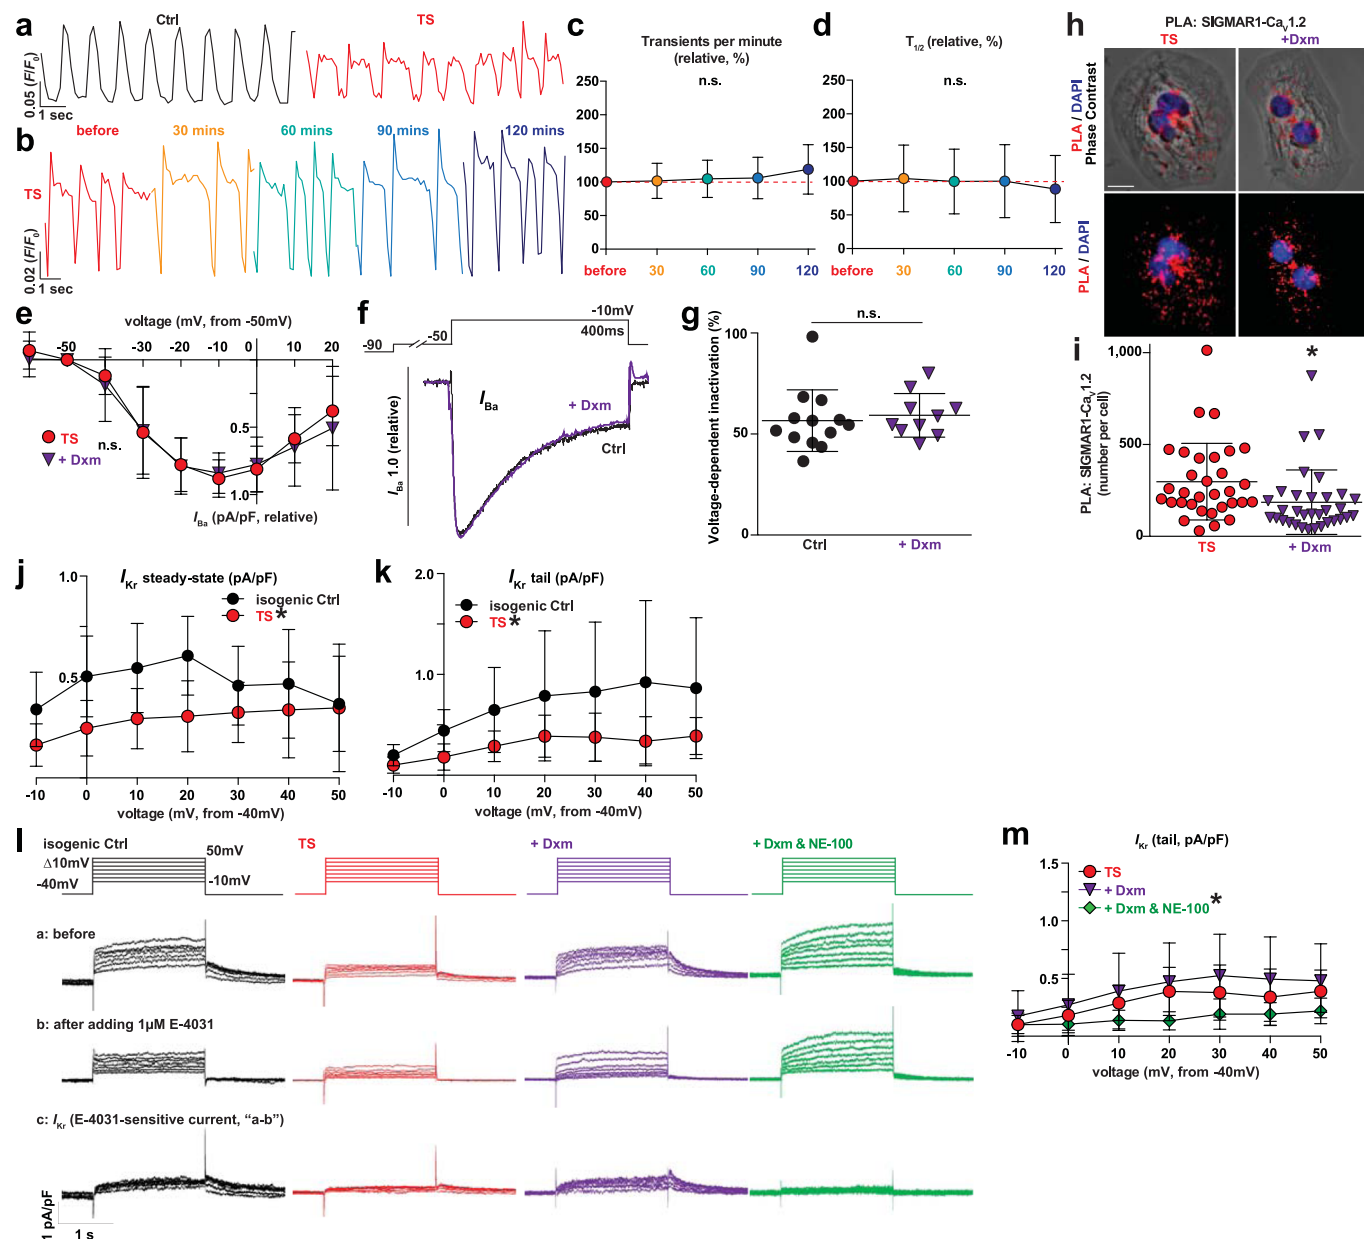 a
Ctrl
TS
0.05 (F/F0)
1 sec
b
before
30 mins
60 mins
90 mins
120 mins
TS
0.02 (F/F0)
1 sec
c
Transients per minute
(relative, %)
n.s.
250
200
150
100
50
0
before
30
60
90
120
d
T1/2 (relative, %)
n.s.
250
200
150
100
50
0
before
30
60
90
120
e
voltage (mV, from -50mV)
-50
-30
-20
-10
0
10
20
TS
+ Dxm
n.s.
0.5
1.0
IBa (pA/pF, relative)
f
-10mV
400ms
-50
-90
IBa
+ Dxm
Ctrl
IBa 1.0 (relative)
g
Voltage-dependent inactivation (%)
n.s.
100
50
0
Ctrl
+ Dxm
h
PLA: SIGMAR1-CaV1.2
TS
+Dxm
PLA / DAPI
Phase Contrast
PLA / DAPI
i
PLA: SIGMAR1-CaV1.2
(number per cell)
1,000
500
0
*
TS
+ Dxm
j
IKr steady-state (pA/pF)
isogenic Ctrl
TS *
1.0
0.5
-10
0
10
20
30
40
50
voltage (mV, from -40mV)
k
IKr tail (pA/pF)
isogenic Ctrl
TS *
2.0
1.0
-10
0
10
20
30
40
50
voltage (mV, from -40mV)
l
isogenic Ctrl
50mV
Δ10mV
-40mV
-10mV
TS
+ Dxm
+ Dxm & NE-100
a: before
b: after adding 1µM E-4031
c: IKr (E-4031-sensitive current, “a-b”)
1 pA/pF
1 s
m
IKr (tail, pA/pF)
TS
+ Dxm
+ Dxm & NE-100 *
1.5
1.0
0.5
-10
0
10
20
30
40
50
voltage (mV, from -40mV)